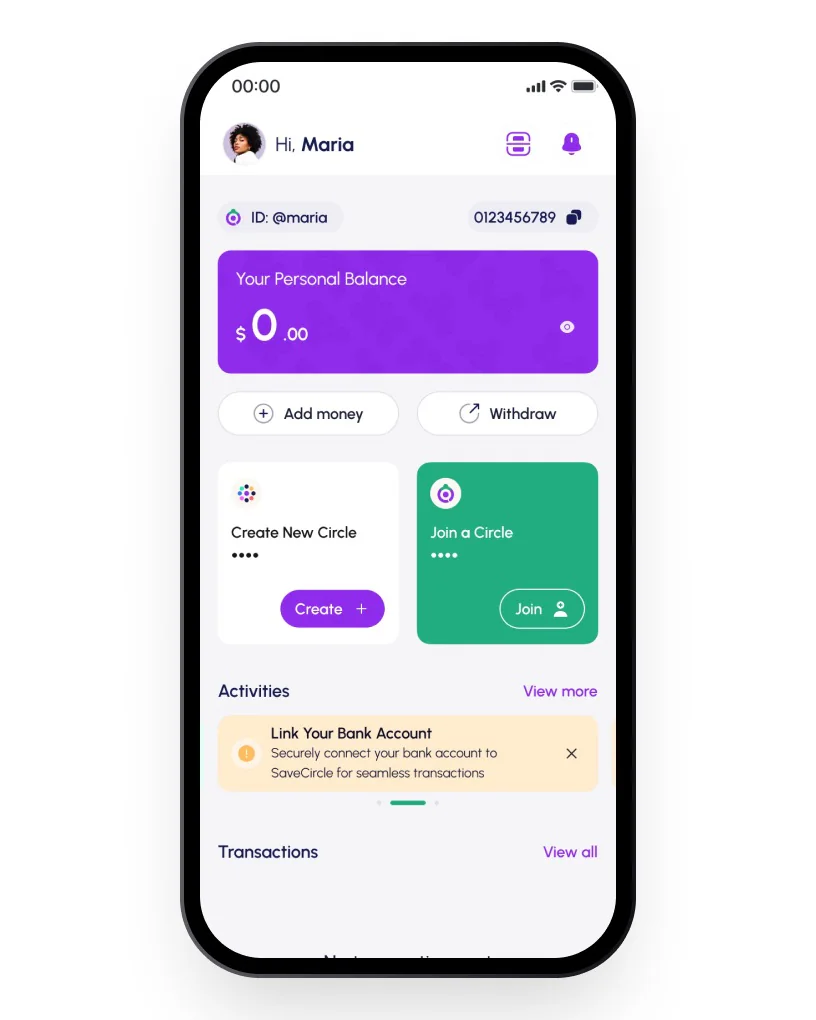 00:00
Hi, Maria
ID: @maria
0123456789
Your Personal Balance
$ 0 .00
Add money
Withdraw
Create New Circle
••••
Join a Circle
••••
Create +
Join
Activities
View more
Link Your Bank Account
Securely connect your bank account to
SaveCircle for seamless transactions
Transactions
View all